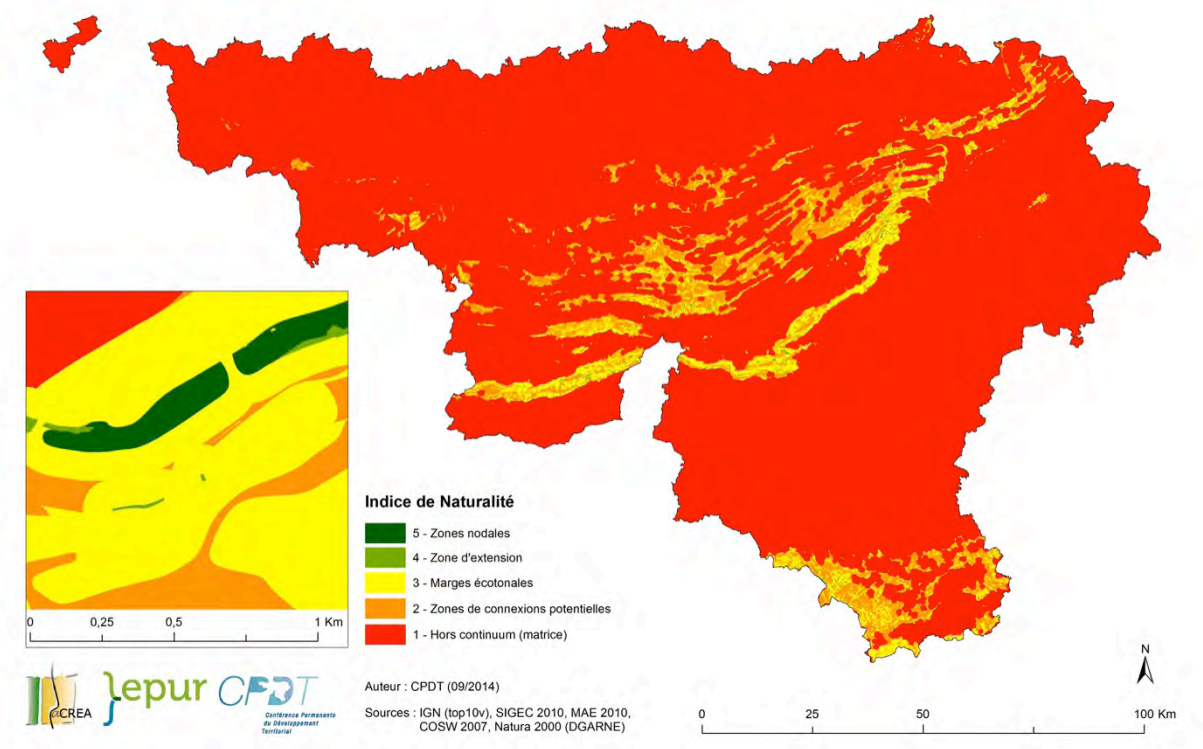 0 0,25 0,5 1 Km
Indice de Naturalité
5 - Zones nodales
4 - Zone d'extension
3 - Marges écotonales
2 - Zones de connexions potentielles
1 - Hors continuum (matrice)
aCREA
}epur
CPDT
Conférence Permanente
du Développement
Territorial
Auteur : CPDT (09/2014)
Sources : IGN (top10v), SIGEC 2010, MAE 2010,
COSW 2007, Natura 2000 (DGARNE)
N
0 25 50 100 Km